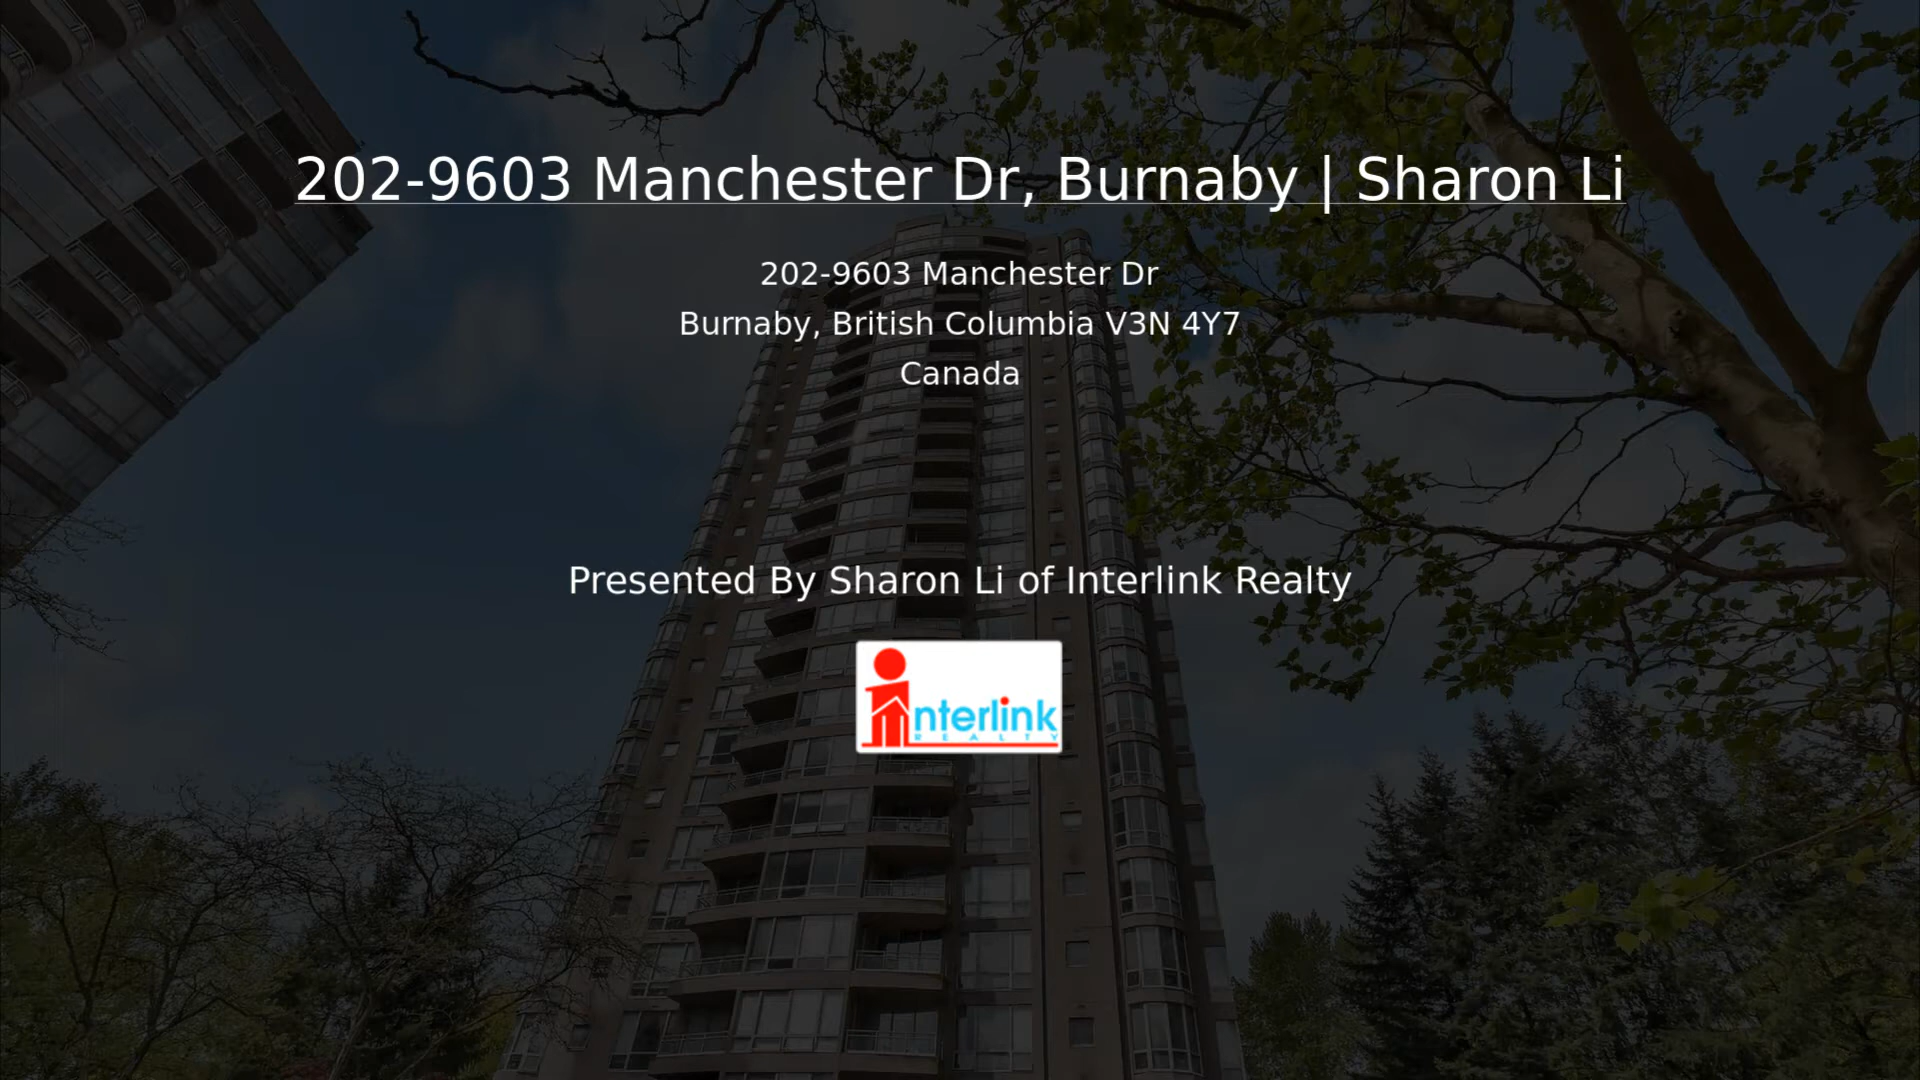 202-9603 Manchester Dr, Burnaby | Sharon Li
202-9603 Manchester Dr
Burnaby, British Columbia V3N 4Y7
Canada
Presented By Sharon Li of Interlink Realty
interlink
REALTY